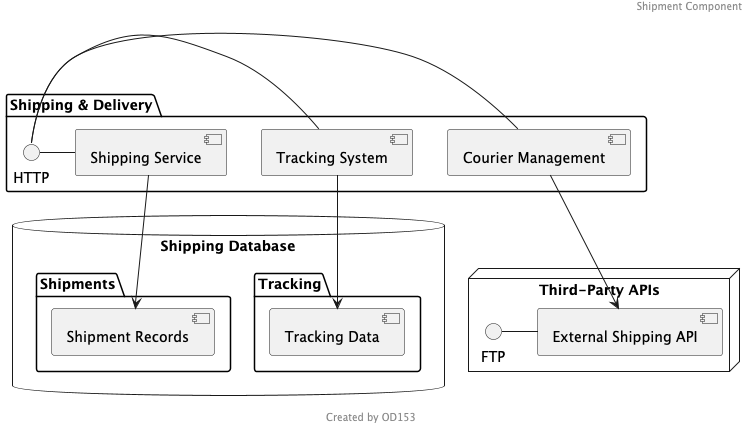 Shipment Component
Shipping & Delivery
Shipping Service
Tracking System
Courier Management
HTTP
Shipping Database
Shipments
Tracking
Third-Party APIs
Shipment Records
Tracking Data
External Shipping API
FTP
Created by OD153